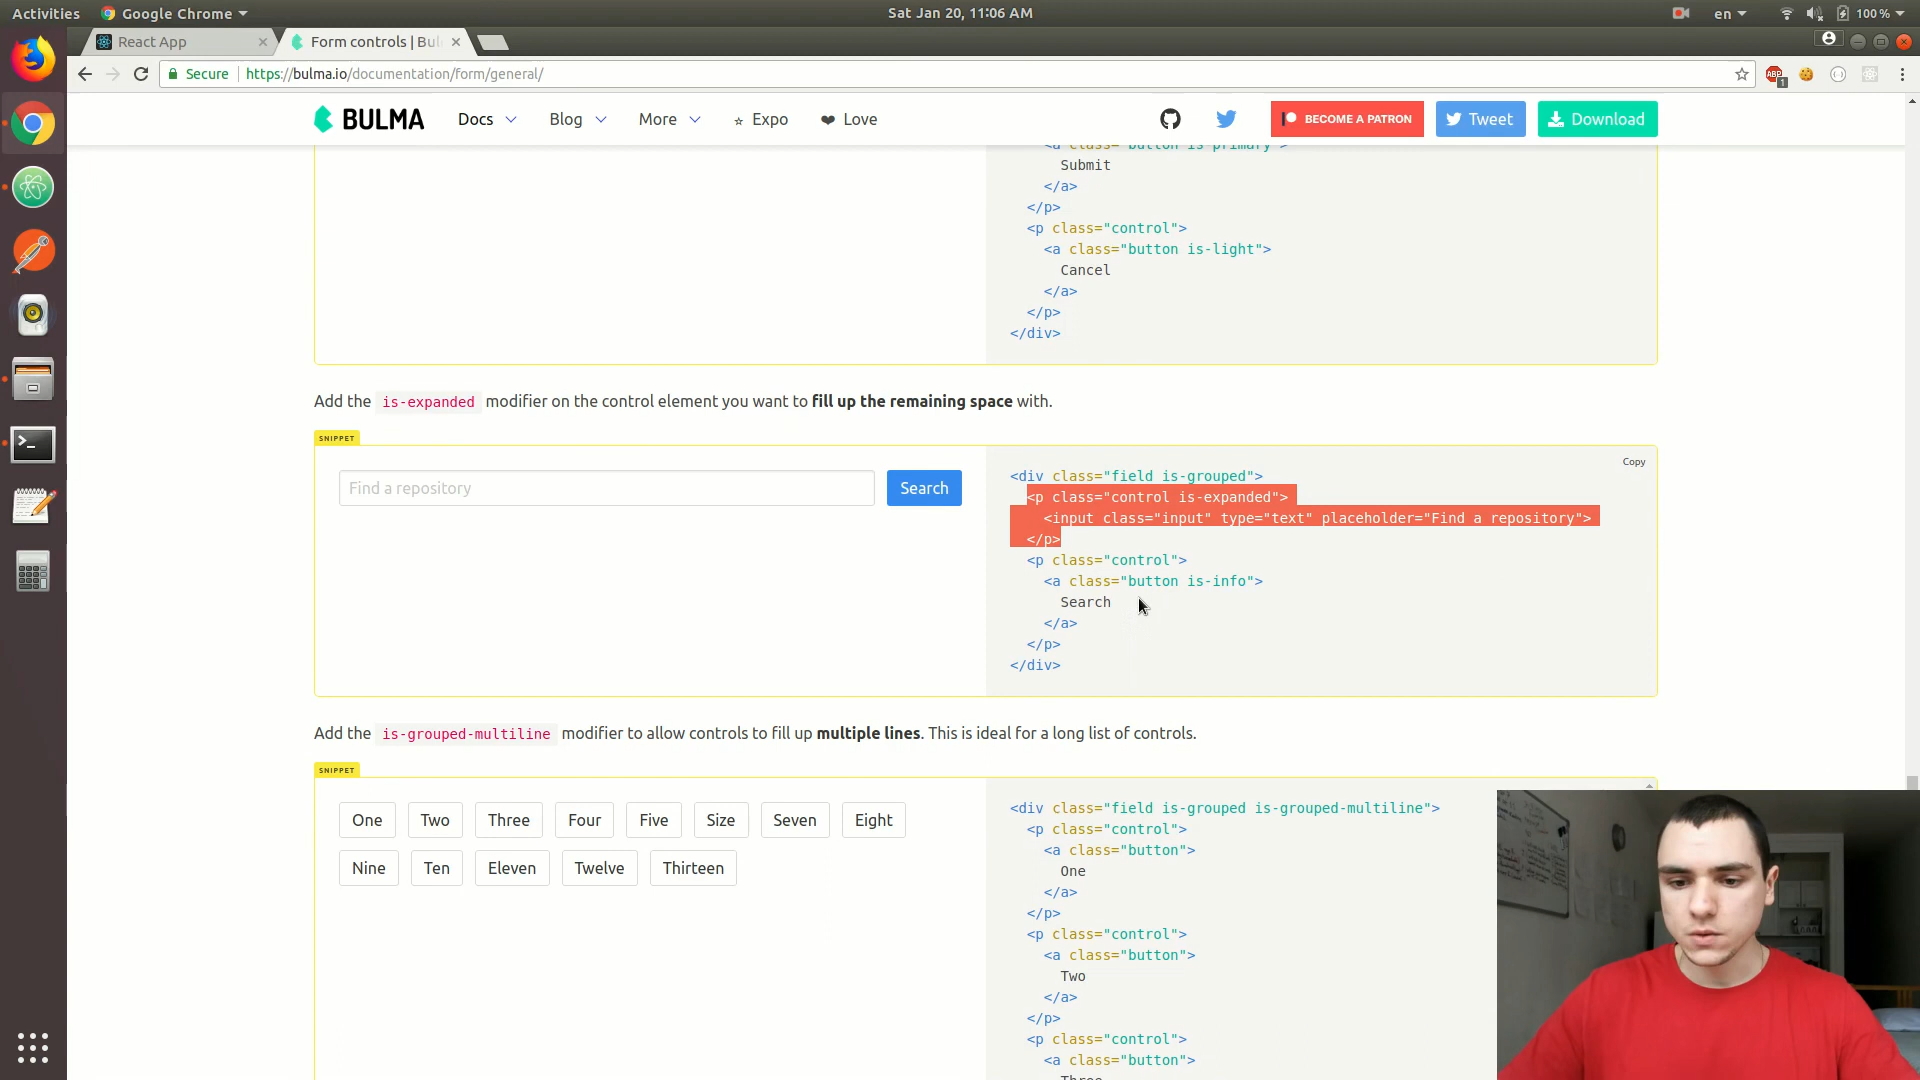 Activities
Google Chrome
Sat Jan 20, 11:06 AM
en
100 %
React App
Form controls | Bul
Secure
https://bulma.io/documentation/form/general/
ABP
1
BULMA
Docs
Blog
More
Expo
Love
BECOME A PATRON
Tweet
Download
<a class="button is-primary">
Submit
</a>
</p>
<p class="control">
<a class="button is-light">
Cancel
</a>
</p>
</div>
Add the is-expanded modifier on the control element you want to fill up the remaining space with.
SNIPPET
Find a repository
Search
Copy
<div class="field is-grouped">
<p class="control is-expanded">
<input class="input" type="text" placeholder="Find a repository">
</p>
<p class="control">
<a class="button is-info">
Search
</a>
</p>
</div>
Add the is-grouped-multiline modifier to allow controls to fill up multiple lines. This is ideal for a long list of controls.
SNIPPET
One Two Three Four Five Size Seven Eight
Nine Ten Eleven Twelve Thirteen
<div class="field is-grouped is-grouped-multiline">
<p class="control">
<a class="button">
One
</a>
</p>
<p class="control">
<a class="button">
Two
</a>
</p>
<p class="control">
<a class="button">
Three